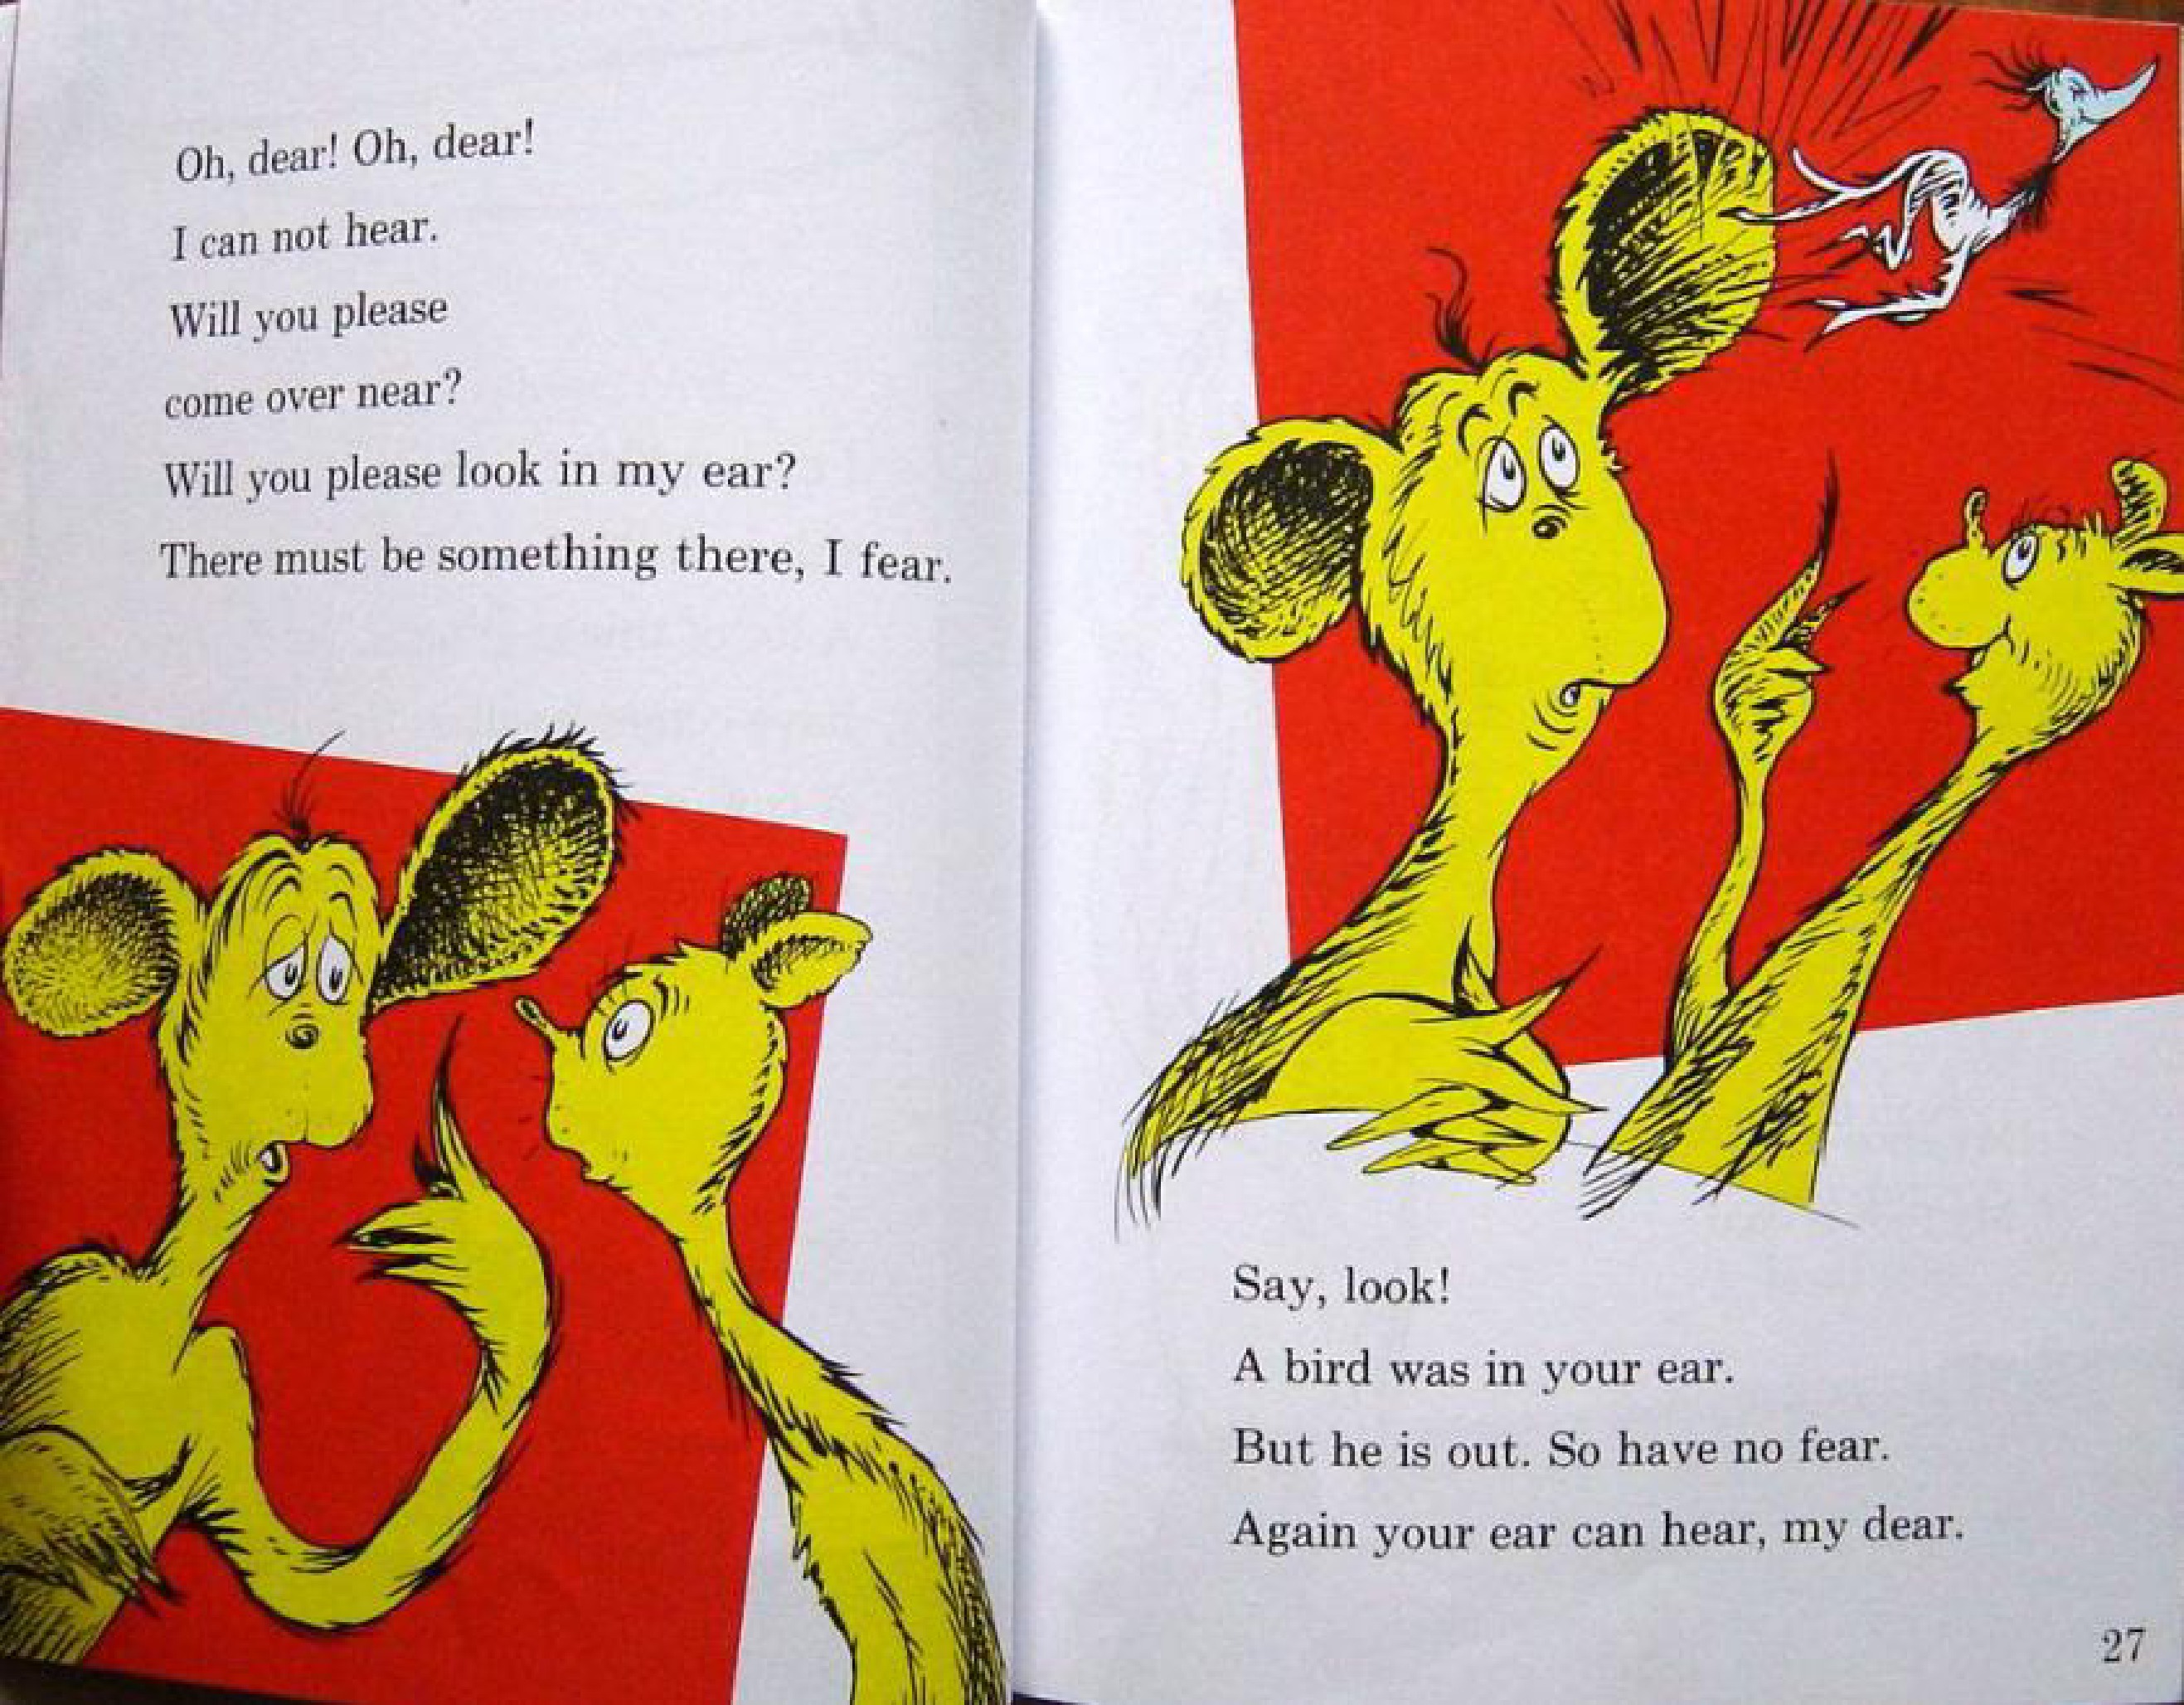 Oh, dear! Oh, dear!
I can not hear.
Will you please
come over near?
Will you please look in my ear?
There must be something there, I fear.
Say, look!
A bird was in your ear.
But he is out. So have no fear.
Again your ear can hear, my dear.
27